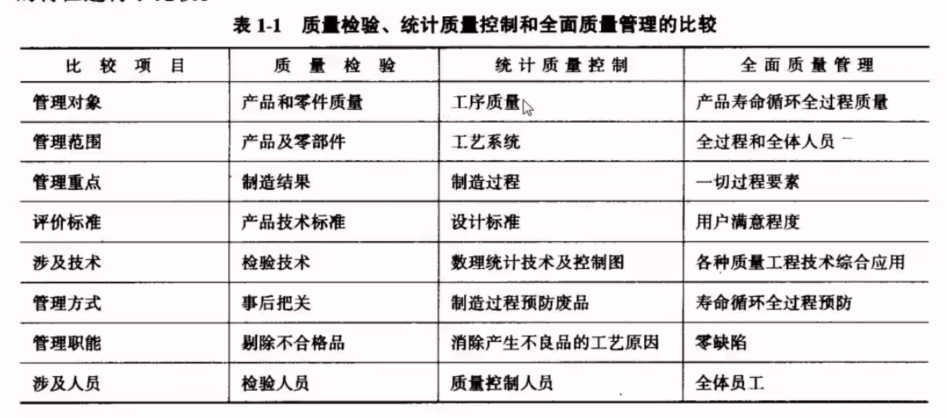 表 1-1 质量检验、统计质量控制和全面质量管理的比较
比较项目 质量检验 统计质量控制 全面质量管理
管理对象 产品和零件质量 工序质量 产品寿命循环全过程质量
管理范围 产品及零部件 工艺系统 全过程和全体人员
管理重点 制造结果 制造过程 一切过程要素
评价标准 产品技术标准 设计标准 用户满意程度
涉及技术 检验技术 数理统计技术及控制图 各种质量工程技术综合应用
管理方式 事后把关 制造过程预防废品 寿命循环全过程预防
管理职能 剔除不合格品 消除产生不良品的工艺原因 零缺陷
涉及人员 检验人员 质量控制人员 全体员工